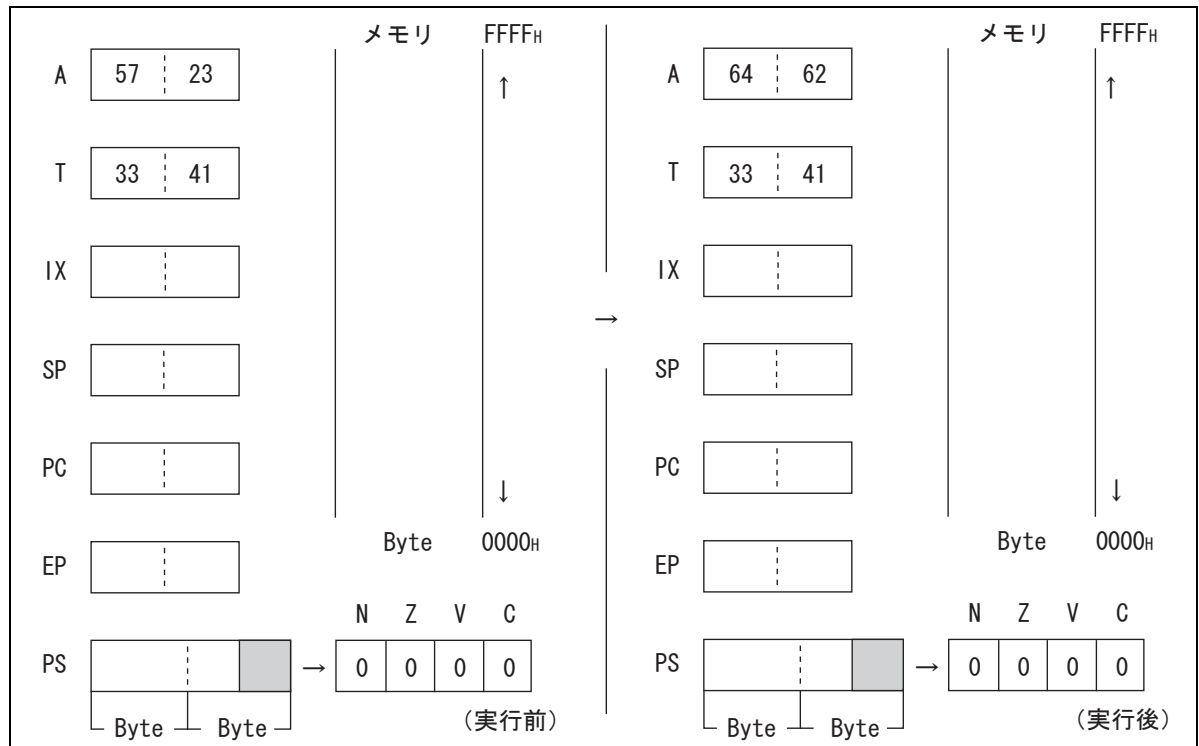 メモリ FFFFH
A 57 23
↑
T 33 41
IX
SP
PC
↓
Byte 0000H
EP
N Z V C
PS → 0 0 0 0
Byte Byte (実行前)
→
メモリ FFFFH
A 64 62
↑
T 33 41
IX
SP
PC
↓
Byte 0000H
EP
N Z V C
PS → 0 0 0 0
Byte Byte (実行後)